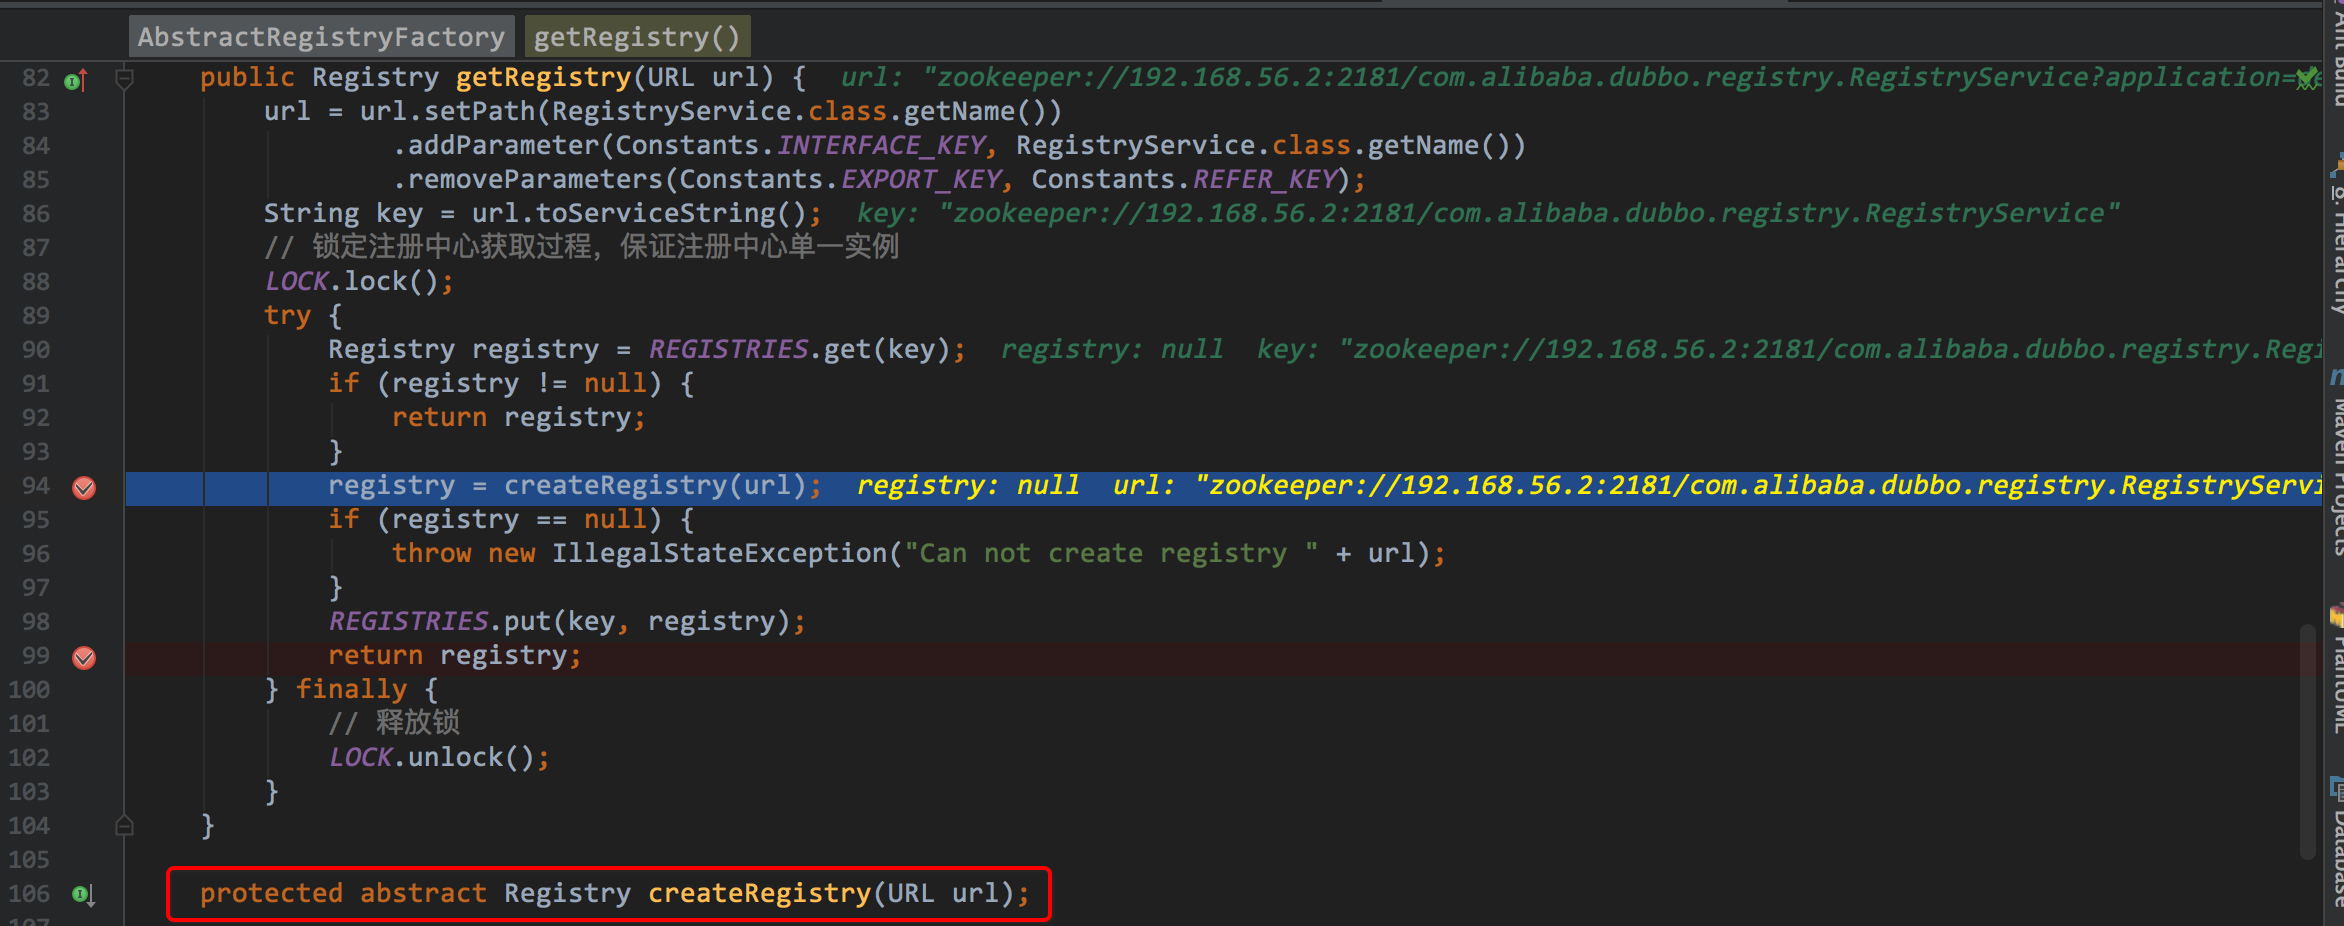 AbstractRegistryFactory getRegistry()
82 public Registry getRegistry(URL url) { url: "zookeeper://192.168.56.2:2181/com.alibaba.dubbo.registry.RegistryService?application=
83 url = url.setPath(RegistryService.class.getName())
84 .addParameter(Constants.INTERFACE_KEY, RegistryService.class.getName())
85 .removeParameters(Constants.EXPORT_KEY, Constants.REFER_KEY);
86 String key = url.toServiceString(); key: "zookeeper://192.168.56.2:2181/com.alibaba.dubbo.registry.RegistryService"
87 // 锁定注册中心获取过程，保证注册中心单一实例
88 LOCK.lock();
89 try {
90 Registry registry = REGISTRIES.get(key); registry: null key: "zookeeper://192.168.56.2:2181/com.alibaba.dubbo.registry.Regi
91 if (registry != null) {
92 return registry;
93 }
94 registry = createRegistry(url); registry: null url: "zookeeper://192.168.56.2:2181/com.alibaba.dubbo.registry.RegistryServi
95 if (registry == null) {
96 throw new IllegalStateException("Can not create registry " + url);
97 }
98 REGISTRIES.put(key, registry);
99 return registry;
100 } finally {
101 // 释放锁
102 LOCK.unlock();
103 }
104 }
105
106 protected abstract Registry createRegistry(URL url);
107
Ant Build
8: Hierarchy
Maven Projects
PlantUML
Database